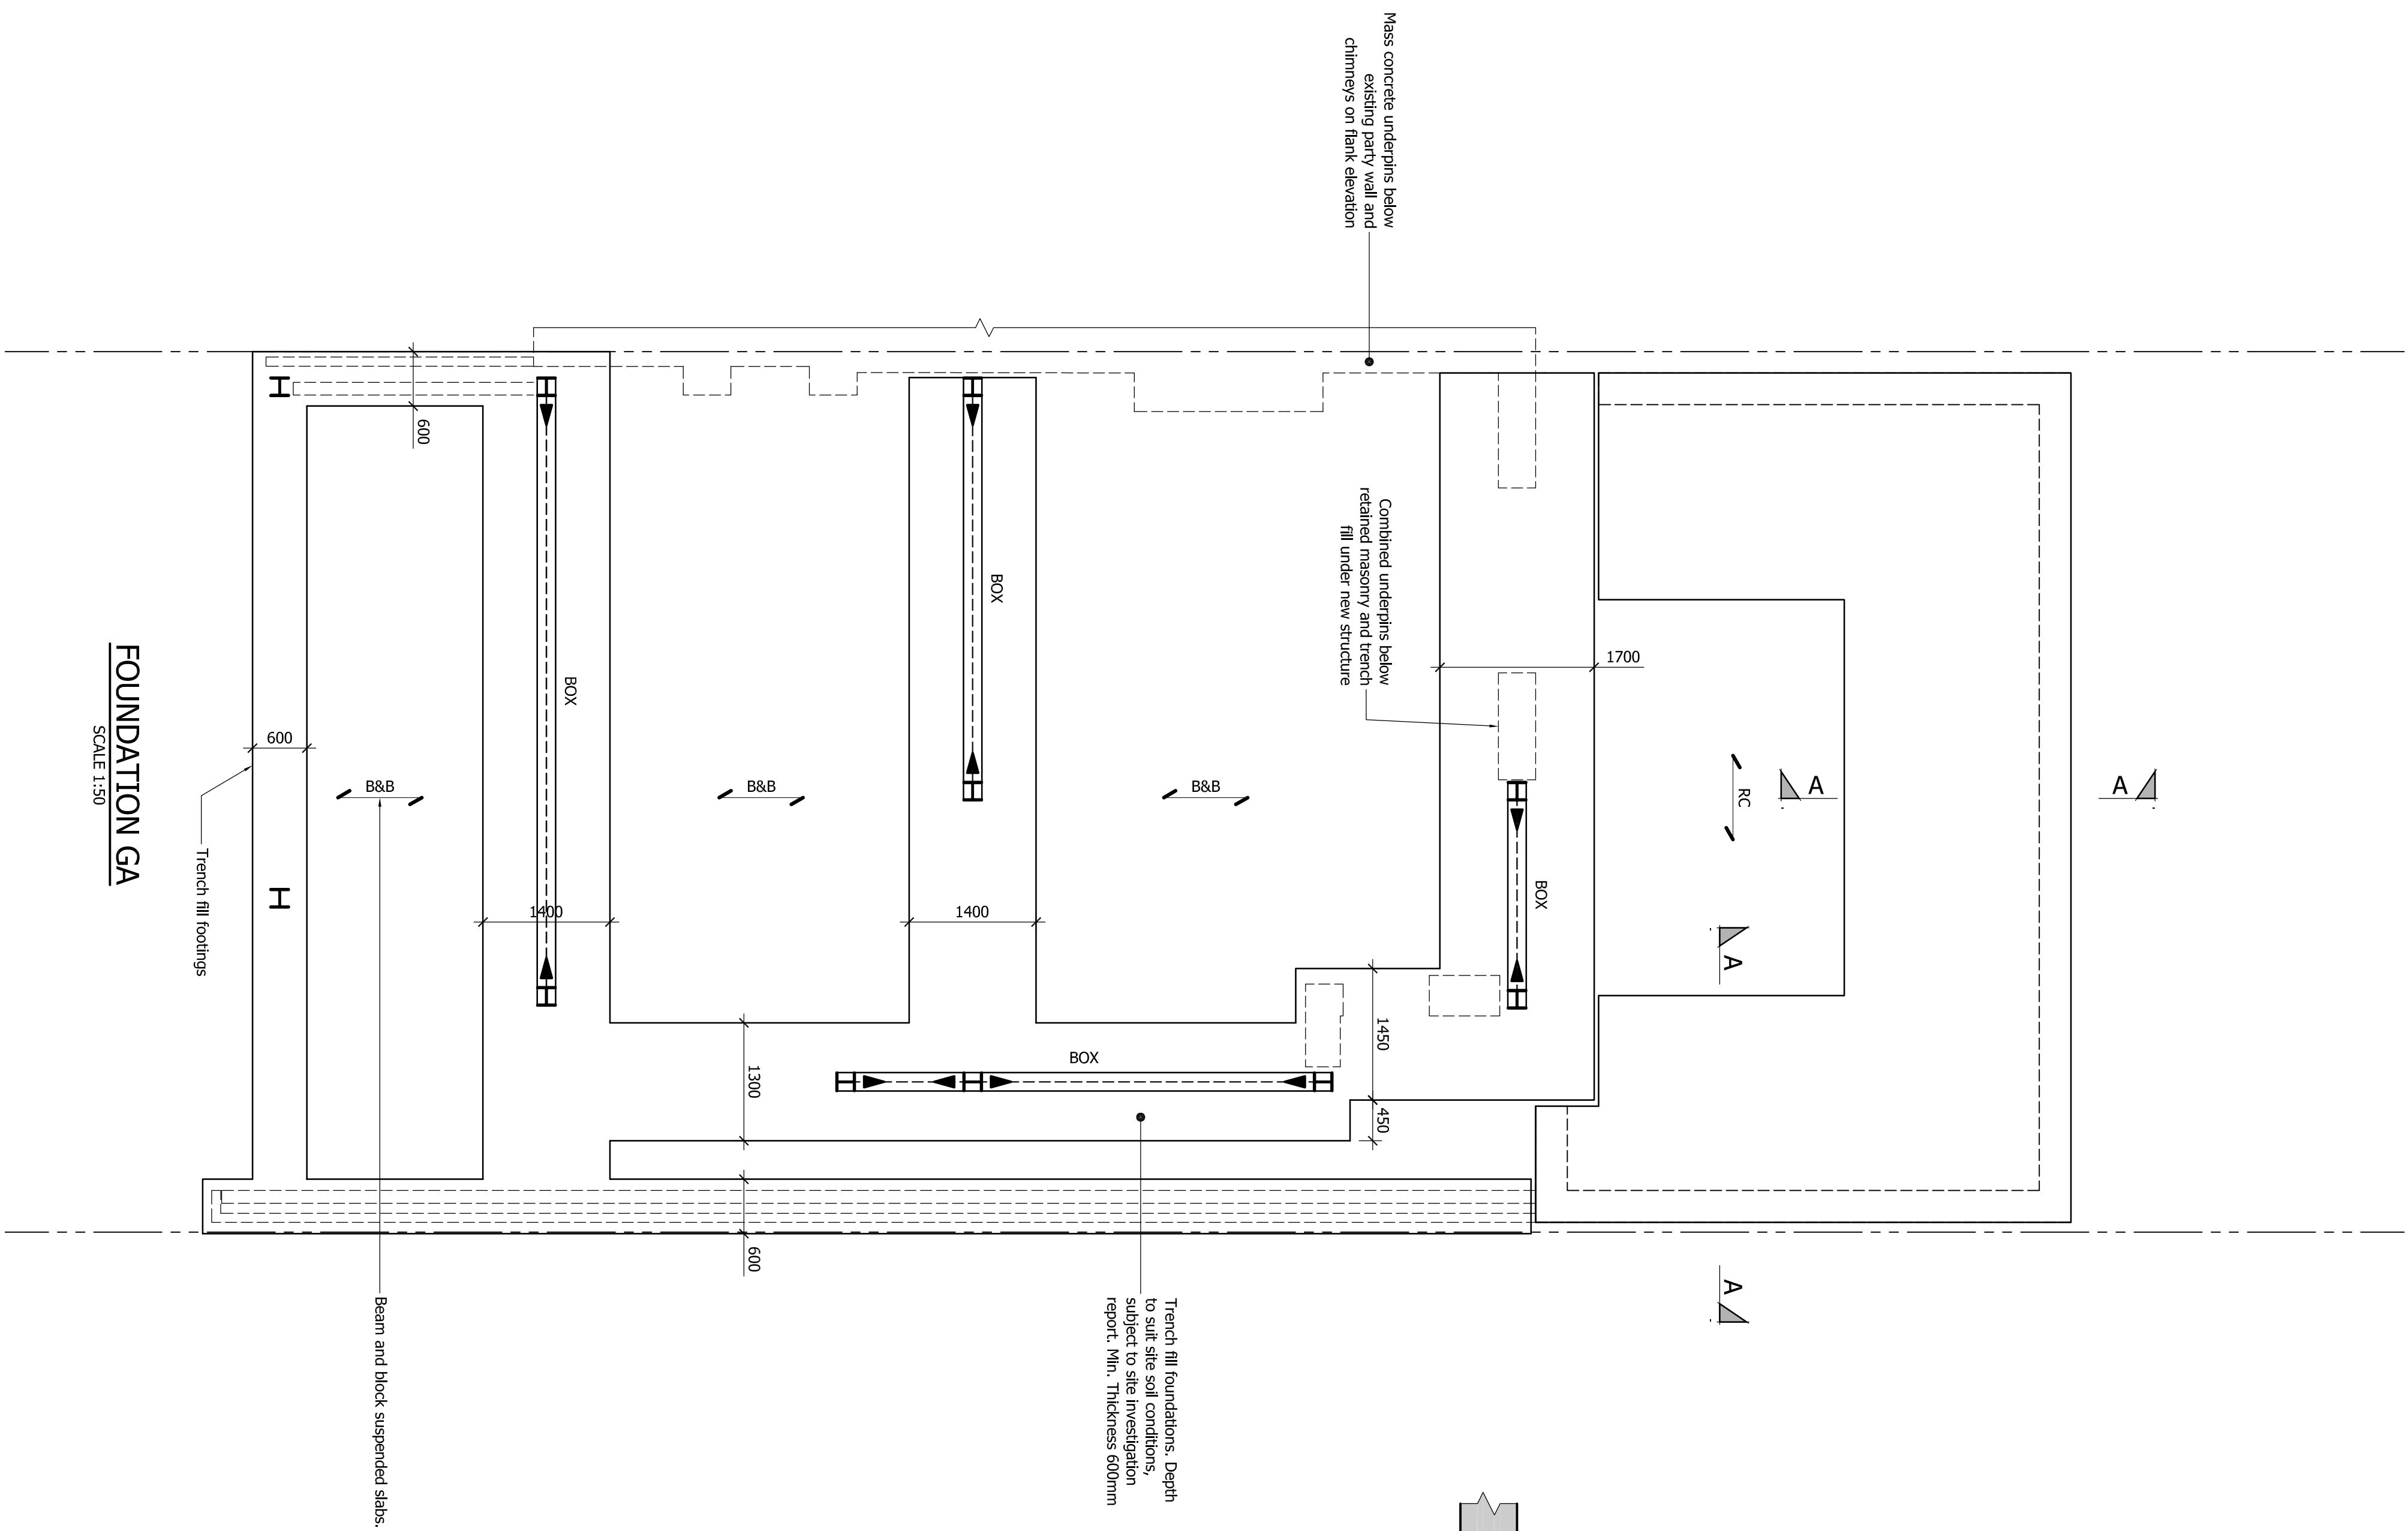 Mass concrete underpins below
existing party wall and
chimneys on flank elevation
Combined underpins below
retained masonry and trench
fill under new structure
1700
RC
A
A
A
A
BOX
BOX
BOX
BOX
B&B
B&B
B&B
600
600
1400
1400
1450
450
1300
600
Trench fill footings
Beam and block suspended slabs.
Trench fill foundations. Depth
to suit site soil conditions,
subject to site investigation
report. Min. Thickness 600mm
FOUNDATION GA
SCALE 1:50